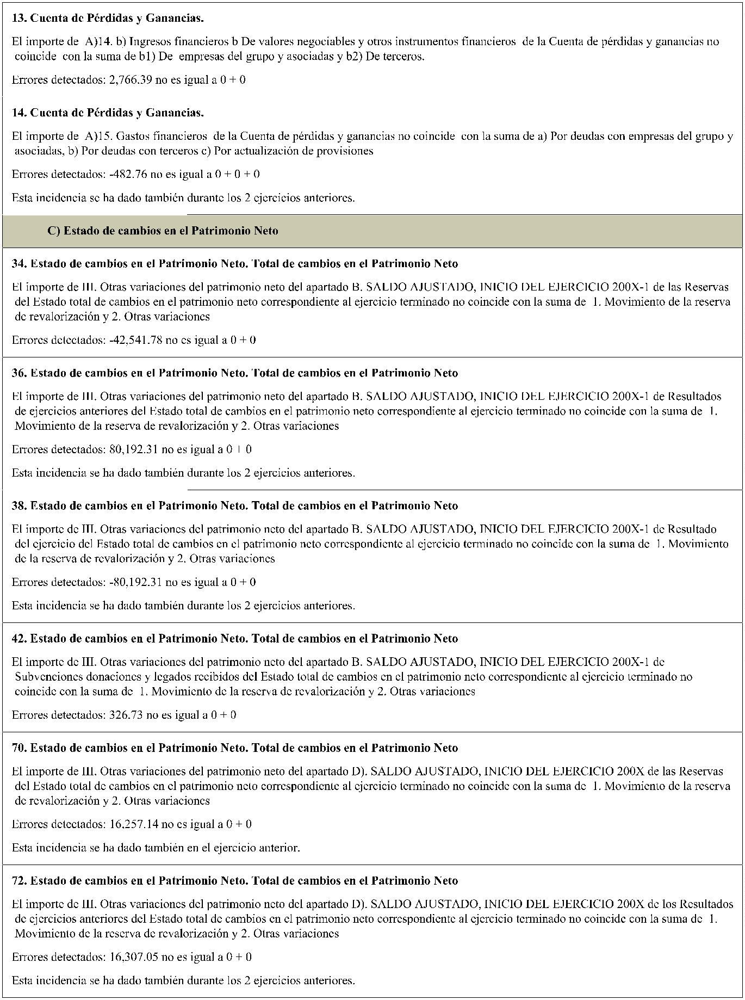 13. Cuenta de Pérdidas y Ganancias.
El importe de A)14. b) Ingresos financieros b De valores negociables y otros instrumentos financieros de la Cuenta de pérdidas y ganancias no
coincide con la suma de b1) De empresas del grupo y asociadas y b2) De terceros.
Errores detectados: 2,766.39 no es igual a 0 + 0
14. Cuenta de Pérdidas y Ganancias.
El importe de A)15. Gastos financieros de la Cuenta de pérdidas y ganancias no coincide con la suma de a) Por deudas con empresas del grupo y
asociadas, b) Por deudas con terceros c) Por actualización de provisiones
Errores detectados: -482.76 no es igual a 0 + 0 + 0
Esta incidencia se ha dado también durante los 2 ejercicios anteriores.
C) Estado de cambios en el Patrimonio Neto
34. Estado de cambios en el Patrimonio Neto. Total de cambios en el Patrimonio Neto
El importe de III. Otras variaciones del patrimonio neto del apartado B. SALDO AJUSTADO, INICIO DEL EJERCICIO 200X-1 de las Reservas
del Estado total de cambios en el patrimonio neto correspondiente al ejercicio terminado no coincide con la suma de 1. Movimiento de la reserva
de revalorización y 2. Otras variaciones
Errores detectados: -42,541.78 no es igual a 0 + 0
36. Estado de cambios en el Patrimonio Neto. Total de cambios en el Patrimonio Neto
El importe de III. Otras variaciones del patrimonio neto del apartado B. SALDO AJUSTADO, INICIO DEL EJERCICIO 200X-1 de Resultados
de ejercicios anteriores del Estado total de cambios en el patrimonio neto correspondiente al ejercicio terminado no coincide con la suma de 1.
Movimiento de la reserva de revalorización y 2. Otras variaciones
Errores detectados: 80,192.31 no es igual a 0 + 0
Esta incidencia se ha dado también durante los 2 ejercicios anteriores.
38. Estado de cambios en el Patrimonio Neto. Total de cambios en el Patrimonio Neto
El importe de III. Otras variaciones del patrimonio neto del apartado B. SALDO AJUSTADO, INICIO DEL EJERCICIO 200X-1 de Resultado
del ejercicio del Estado total de cambios en el patrimonio neto correspondiente al ejercicio terminado no coincide con la suma de 1. Movimiento
de la reserva de revalorización y 2. Otras variaciones
Errores detectados: -80,192.31 no es igual a 0 + 0
Esta incidencia se ha dado también durante los 2 ejercicios anteriores.
42. Estado de cambios en el Patrimonio Neto. Total de cambios en el Patrimonio Neto
El importe de III. Otras variaciones del patrimonio neto del apartado B. SALDO AJUSTADO, INICIO DEL EJERCICIO 200X-1 de
Subvenciones donaciones y legados recibidos del Estado total de cambios en el patrimonio neto correspondiente al ejercicio terminado no
coincide con la suma de 1. Movimiento de la reserva de revalorización y 2. Otras variaciones
Errores detectados: 326.73 no es igual a 0 + 0
70. Estado de cambios en el Patrimonio Neto. Total de cambios en el Patrimonio Neto
El importe de III. Otras variaciones del patrimonio neto del apartado D). SALDO AJUSTADO, INICIO DEL EJERCICIO 200X de las Reservas
del Estado total de cambios en el patrimonio neto correspondiente al ejercicio terminado no coincide con la suma de 1. Movimiento de la reserva
de revalorización y 2. Otras variaciones
Errores detectados: 16,257.14 no es igual a 0 + 0
Esta incidencia se ha dado también en el ejercicio anterior.
72. Estado de cambios en el Patrimonio Neto. Total de cambios en el Patrimonio Neto
El importe de III. Otras variaciones del patrimonio neto del apartado D). SALDO AJUSTADO, INICIO DEL EJERCICIO 200X de los Resultados
de ejercicios anteriores del Estado total de cambios en el patrimonio neto correspondiente al ejercicio terminado no coincide con la suma de 1.
Movimiento de la reserva de revalorización y 2. Otras variaciones
Errores detectados: 16,307.05 no es igual a 0 + 0
Esta incidencia se ha dado también durante los 2 ejercicios anteriores.